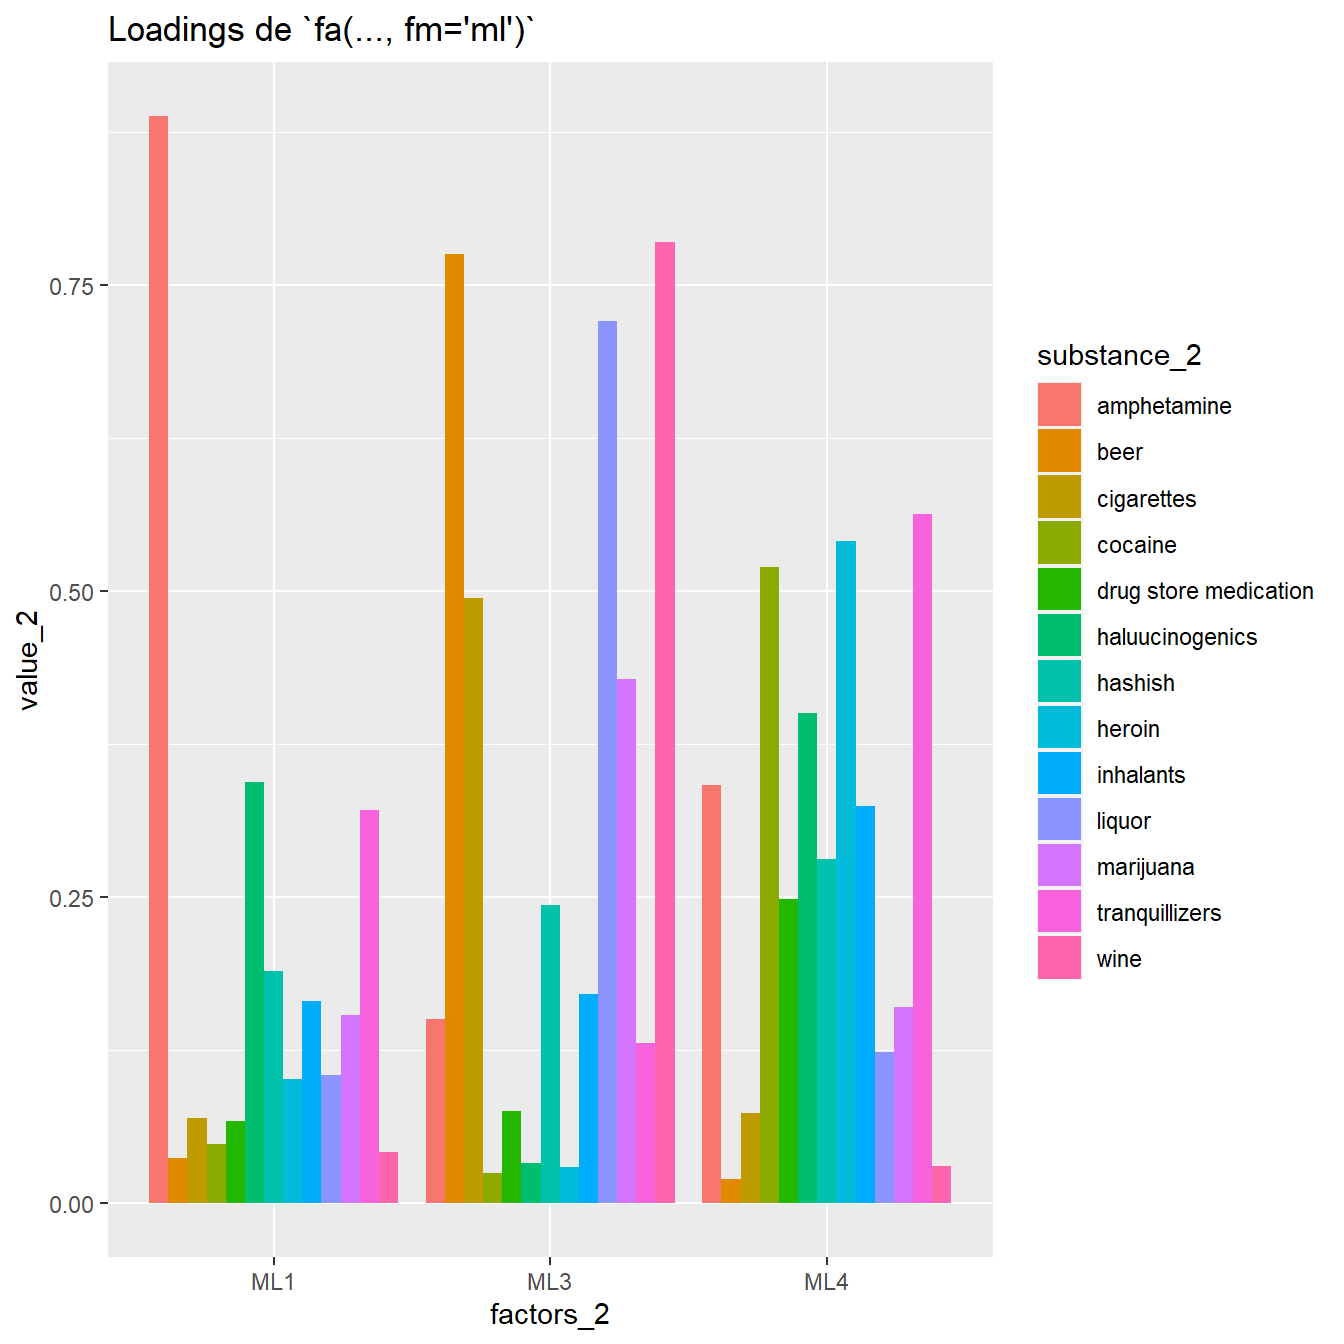 Loadings de `fa(..., fm='ml')`
value_2
0.75
0.50
0.25
0.00
ML1
ML3
ML4
factors_2
substance_2
amphetamine
beer
cigarettes
cocaine
drug store medication
haluucinogenics
hashish
heroin
inhalants
liquor
marijuana
tranquillizers
wine